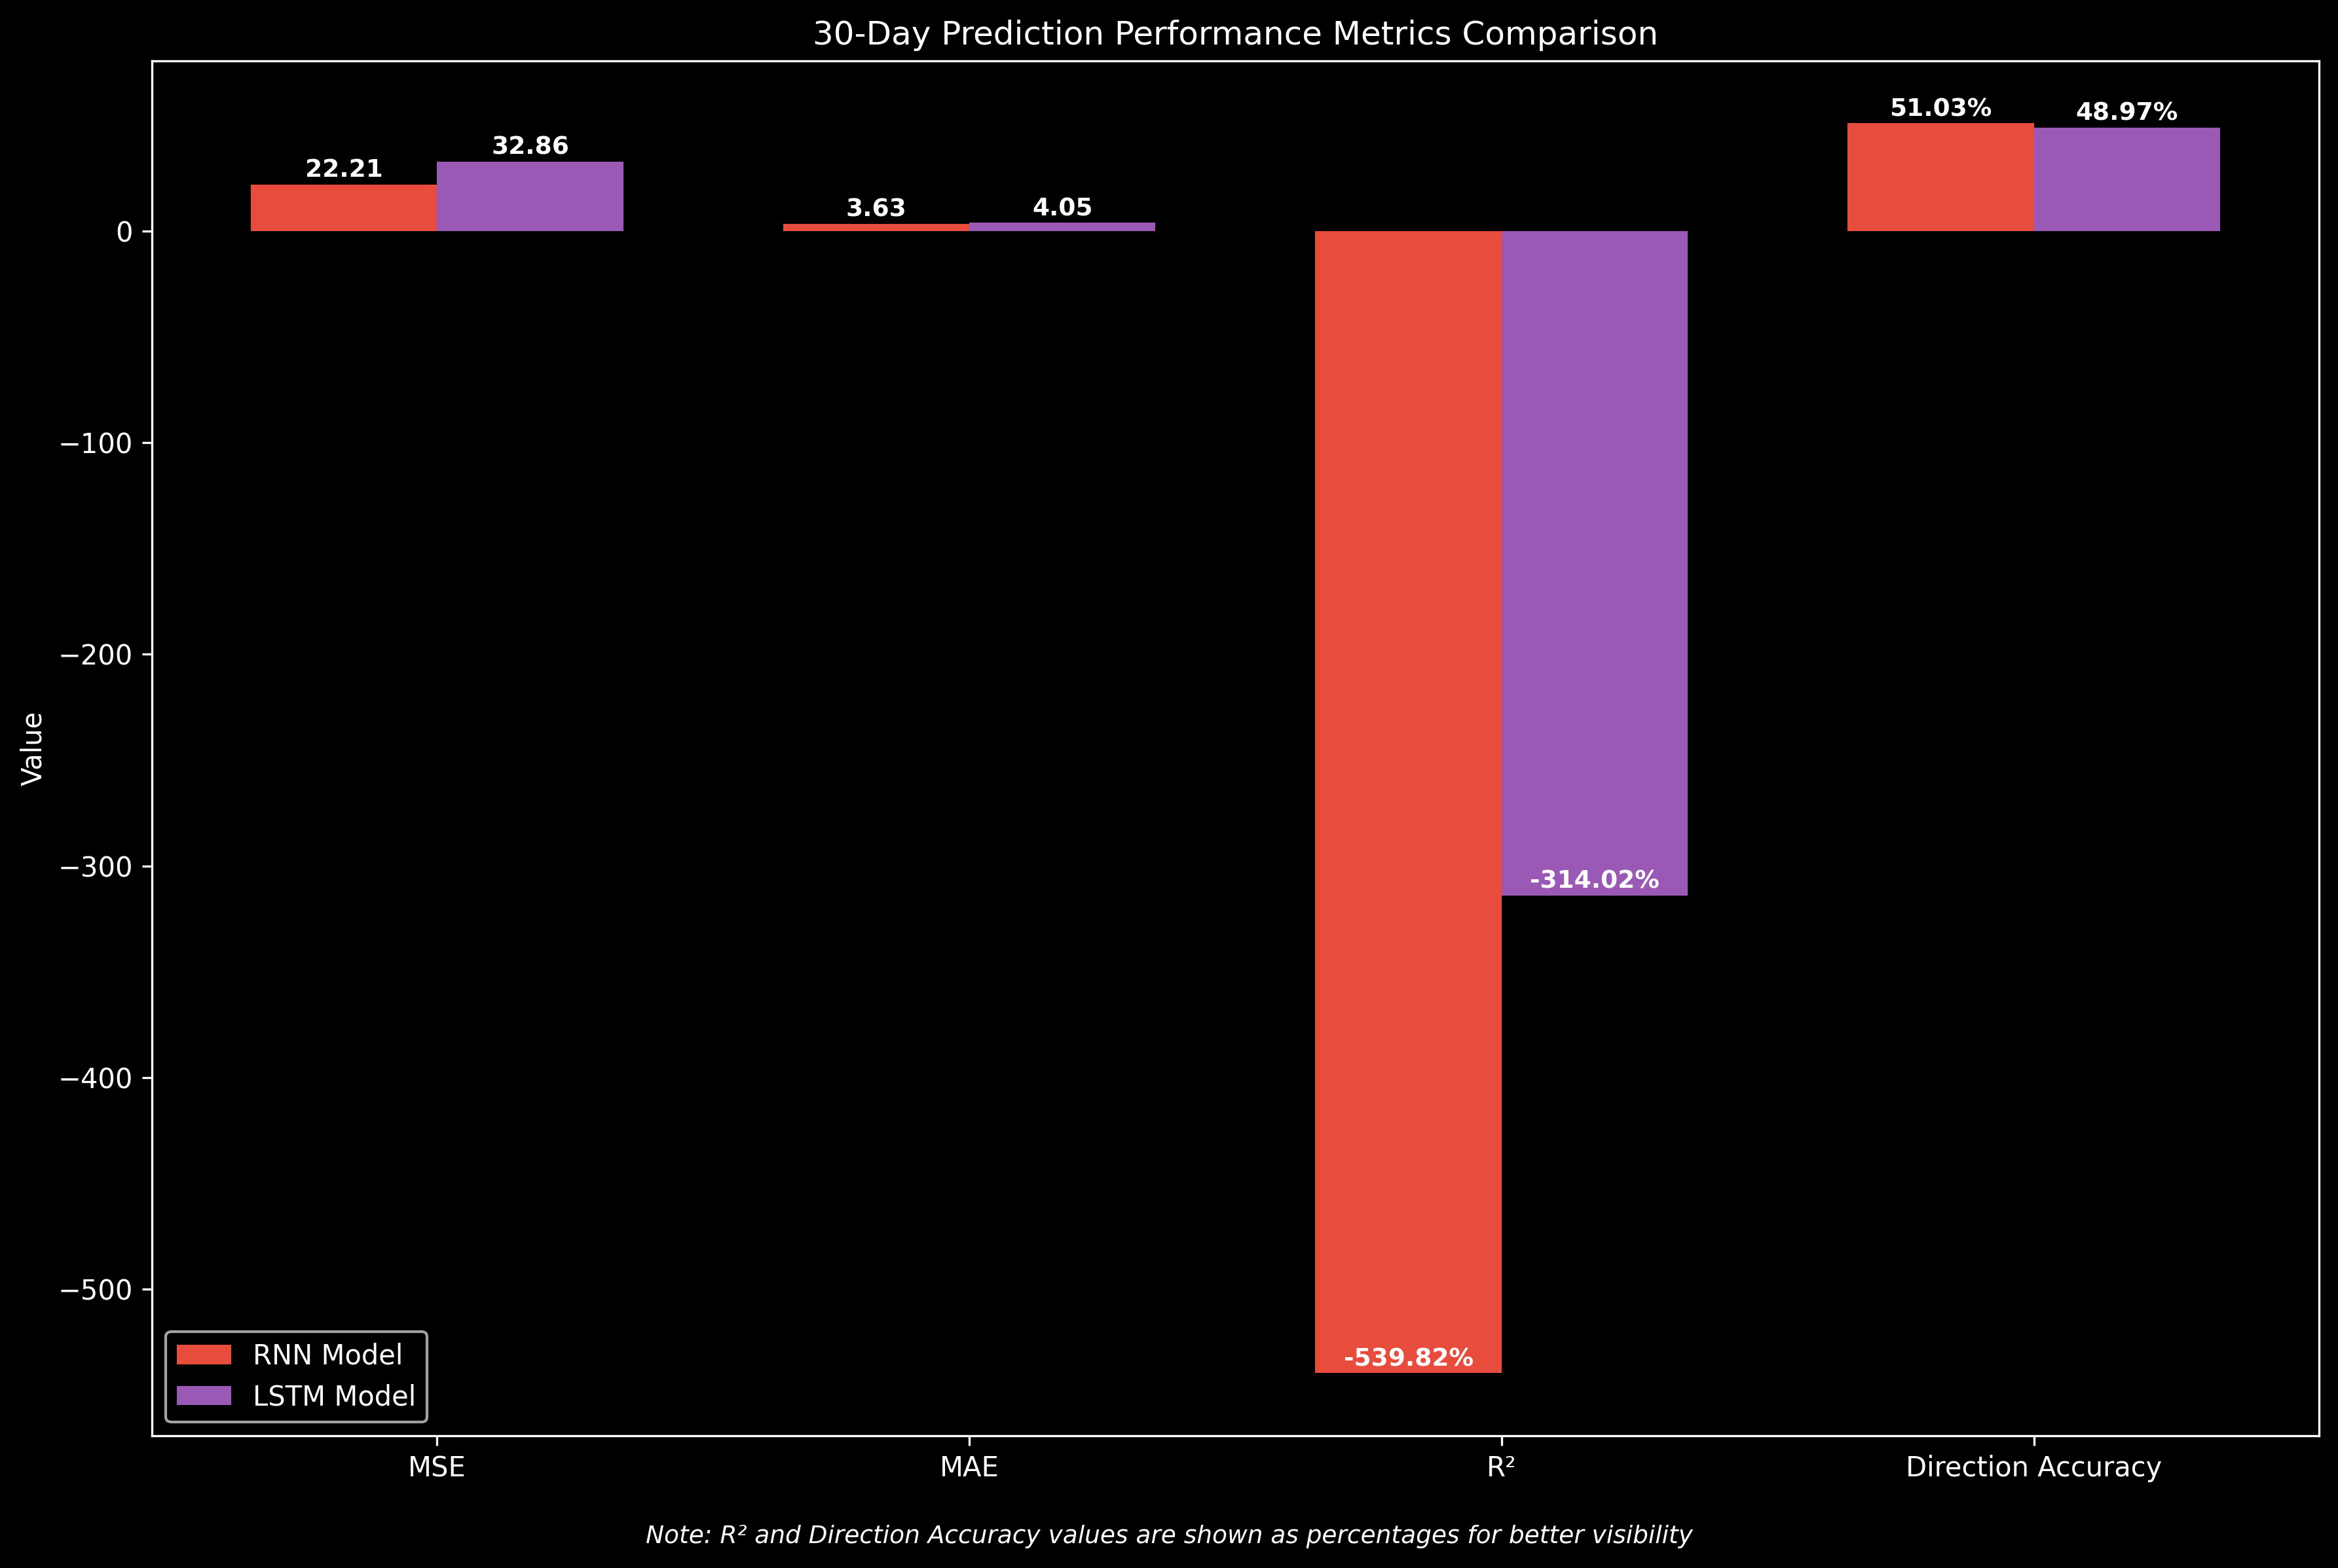 30-Day Prediction Performance Metrics Comparison
51.03%
48.97%
32.86
22.21
3.63
4.05
0
−100
−200
−300
−400
−500
Value
-314.02%
-539.82%
RNN Model
LSTM Model
MSE
MAE
R²
Direction Accuracy
Note: R² and Direction Accuracy values are shown as percentages for better visibility